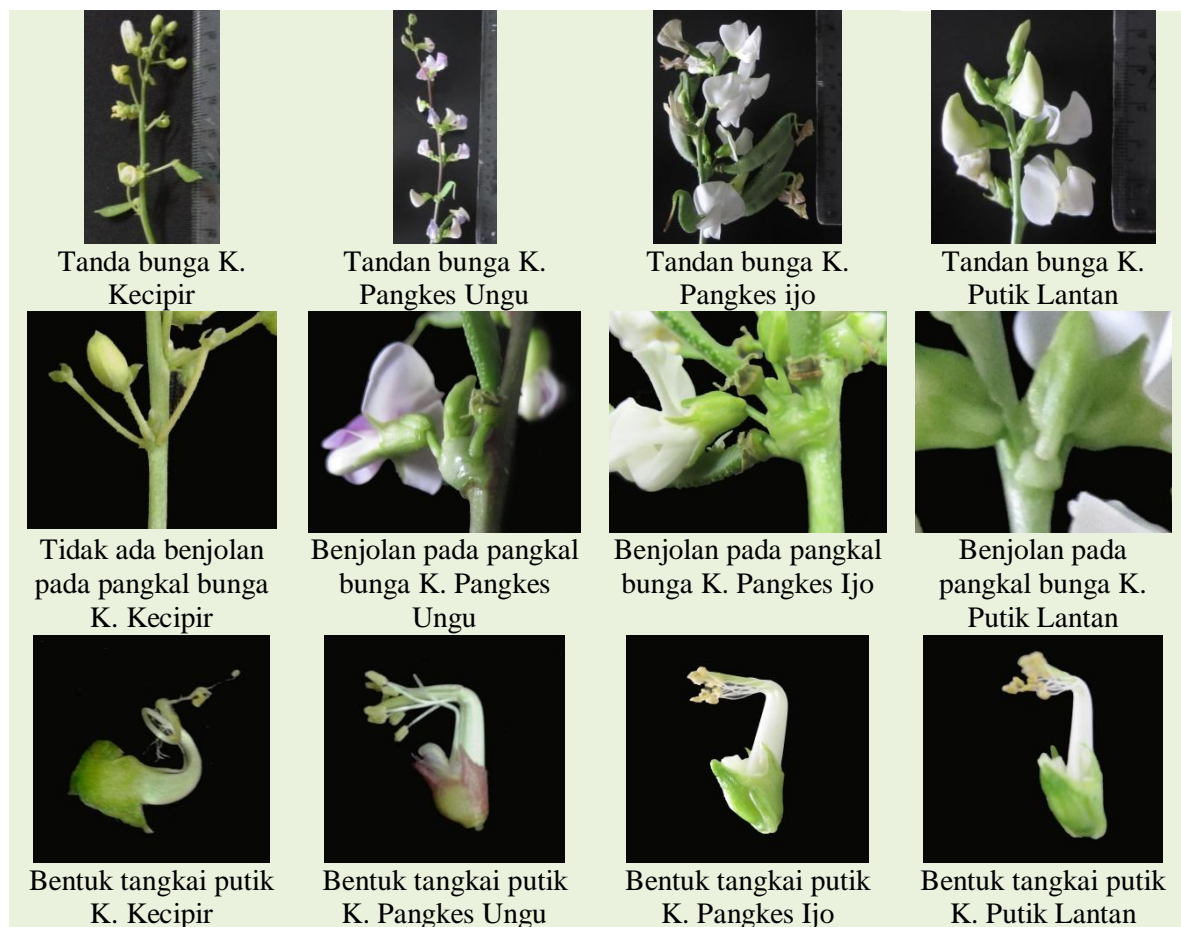 Tanda bunga K.
Kecipir
Tandan bunga K.
Pangkes Ungu
Tandan bunga K.
Pangkes ijo
Tandan bunga K.
Putik Lantan
Tidak ada benjolan
pada pangkal bunga
K. Kecipir
Benjolan pada pangkal
bunga K. Pangkes
Ungu
Benjolan pada pangkal
bunga K. Pangkes Ijo
Benjolan pada
pangkal bunga K.
Putik Lantan
Bentuk tangkai putik
K. Kecipir
Bentuk tangkai putik
K. Pangkes Ungu
Bentuk tangkai putik
K. Pangkes Ijo
Bentuk tangkai putik
K. Putik Lantan